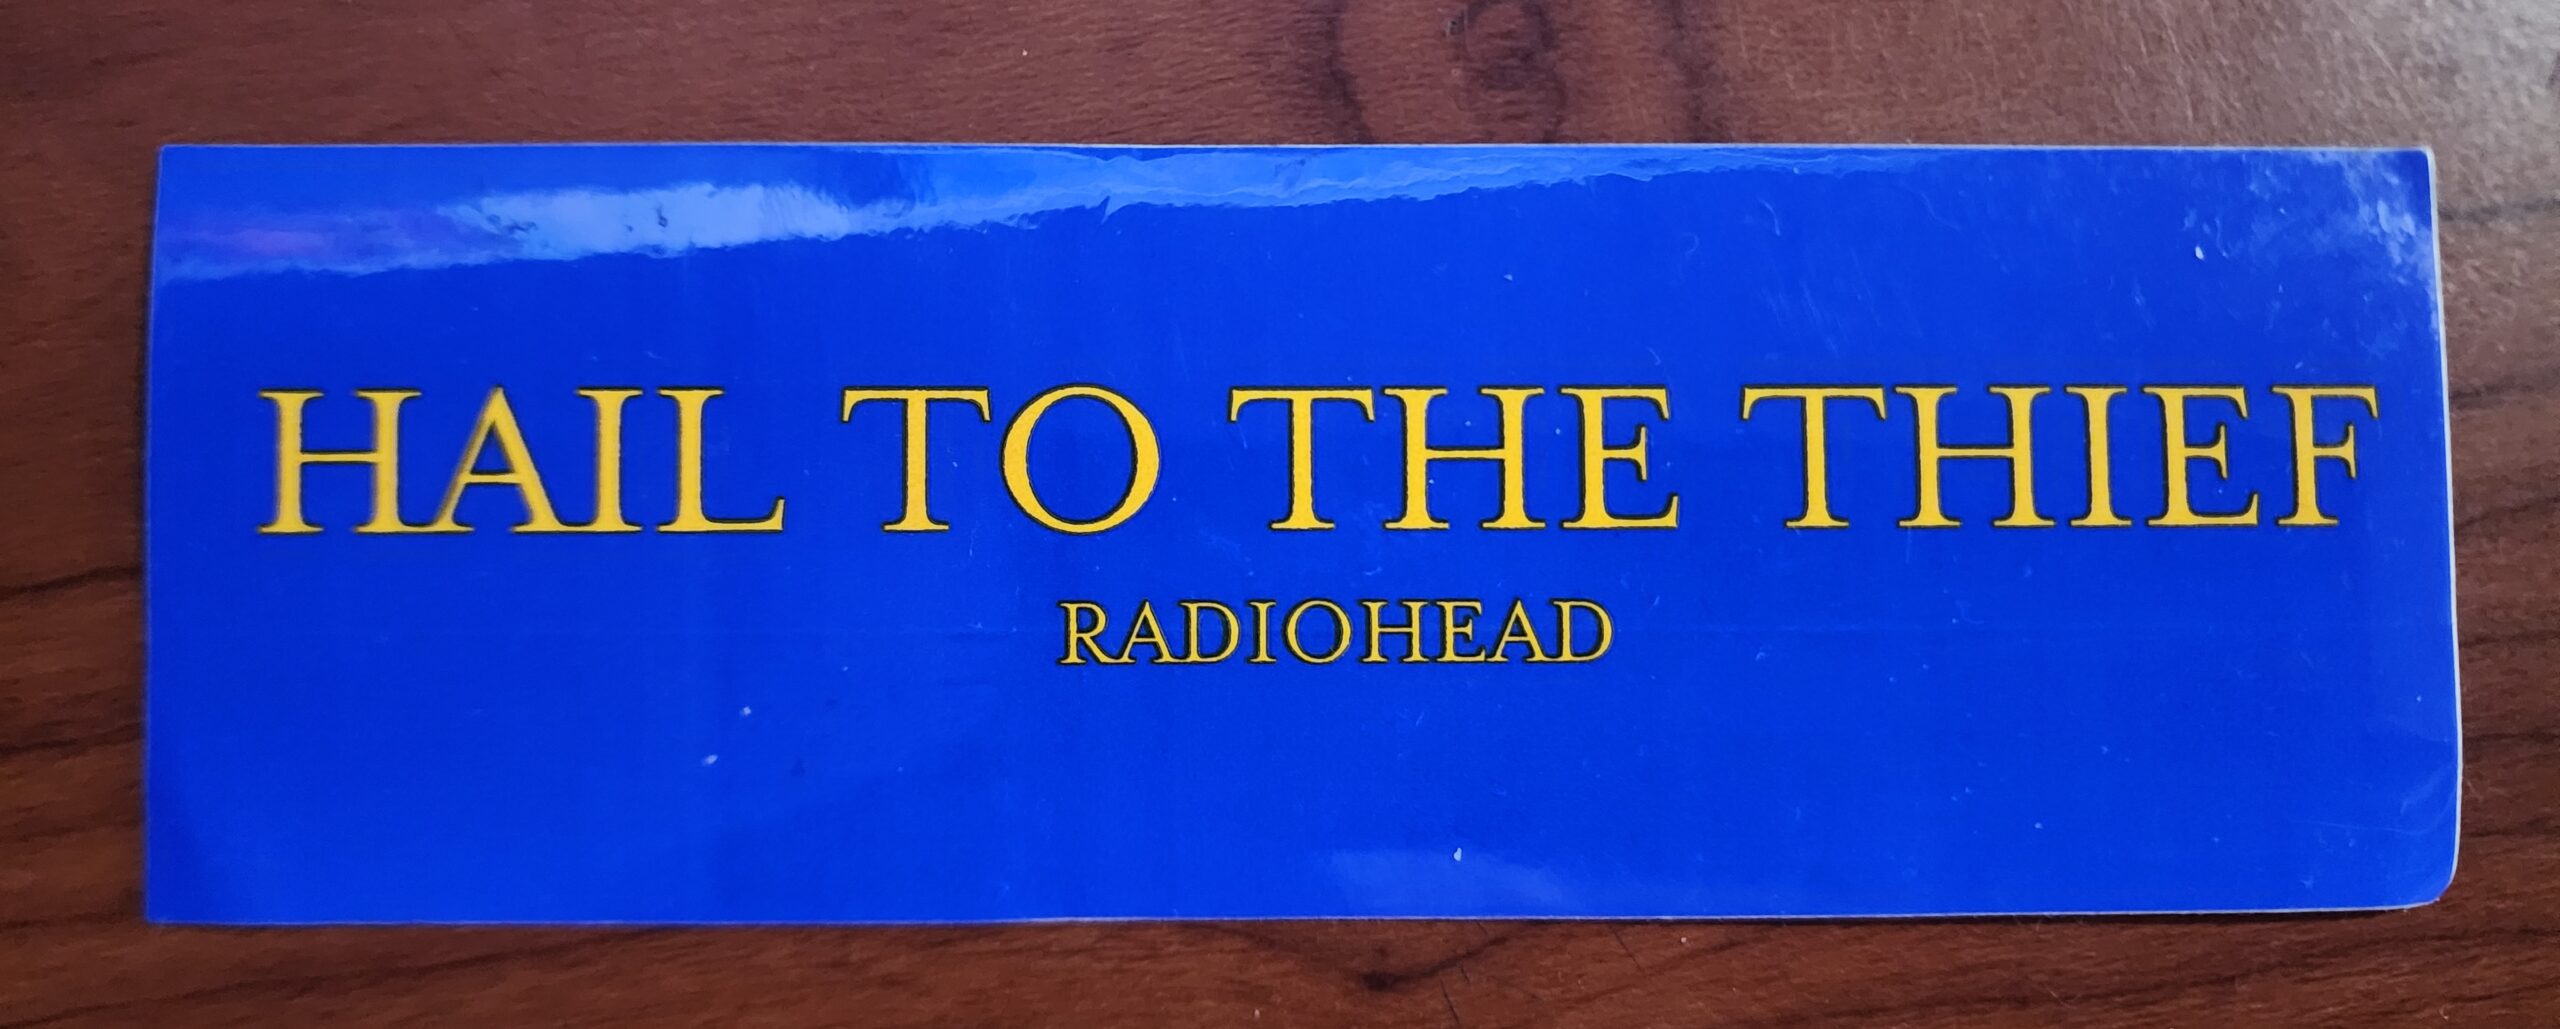 HAIL TO THE THIEF
RADIOHEAD